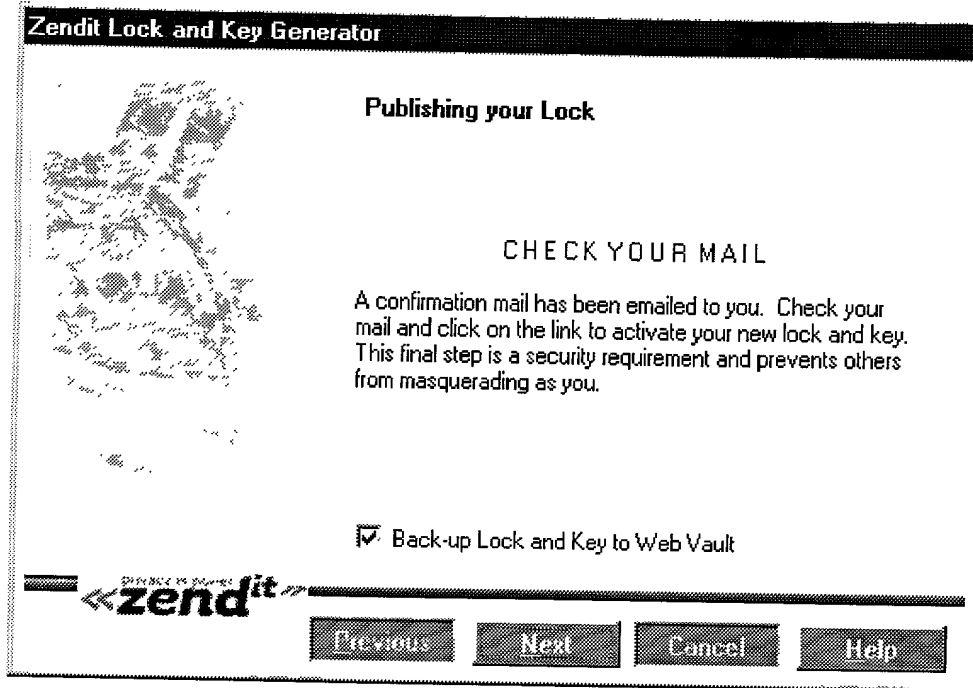 Zendit Lock and Key Generator
Publishing your Lock
CHECK YOUR MAIL
A confirmation mail has been emailed to you. Check your
mail and click on the link to activate your new lock and key.
This final step is a security requirement and prevents others
from masquerading as you.
Back-up Lock and Key to Web Vault
«zendit»
Previous Next Cancel Help